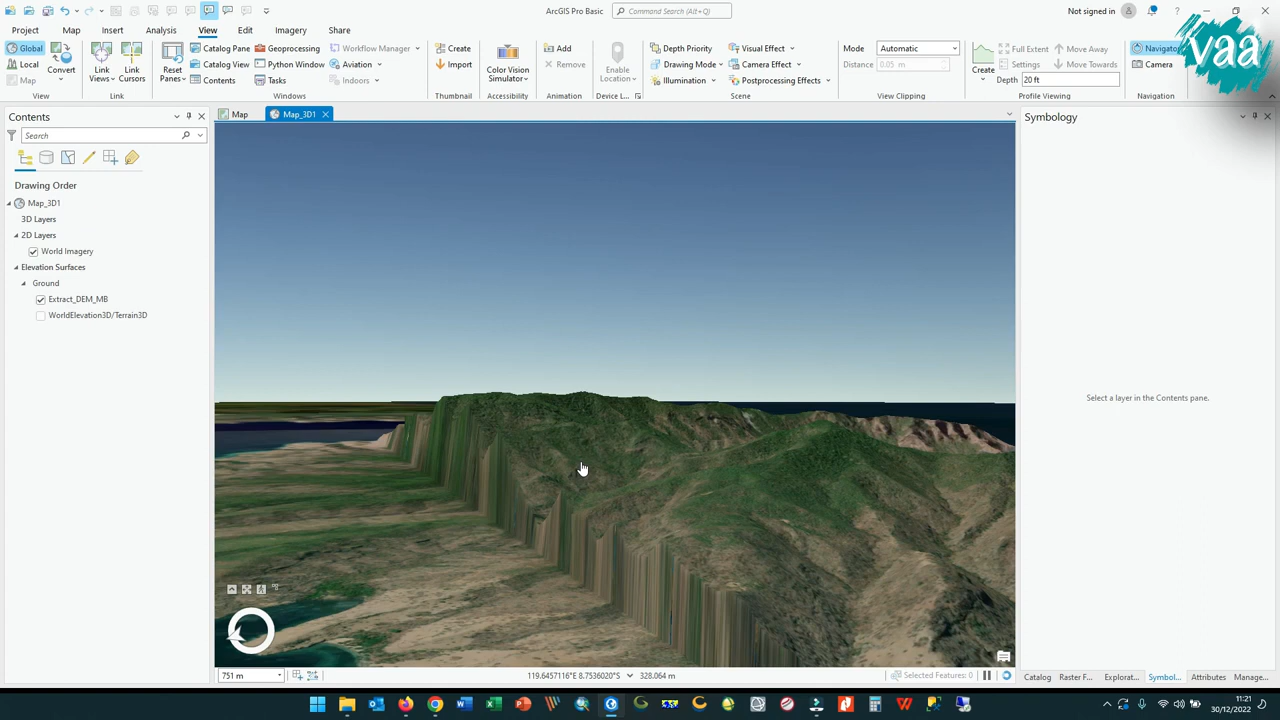 ArcGIS Pro Basic
Command Search (Alt+Q)
Not signed in
?
Project Map Insert Analysis View Edit Imagery Share
vaa
Global
Local
Map
View
Convert
Link Views
Link Cursors
Link
Reset Panes
Catalog Pane
Catalog View
Contents
Geoprocessing
Python Window
Tasks
Workflow Manager
Aviation
Indoors
Windows
Create
Import
Thumbnail
Color Vision Simulator
Accessibility
Add
Remove
Animation
Enable Location
Device L...
Depth Priority
Drawing Mode
Illumination
Visual Effect
Camera Effect
Postprocessing Effects
Scene
Mode Automatic
Distance 0.05 m
View Clipping
Create
Full Extent
Settings
Depth 20 ft
Move Away
Move Towards
Profile Viewing
Navigator
Camera
Navigation
Contents
Search
Drawing Order
Map_3D1
3D Layers
2D Layers
World Imagery
Elevation Surfaces
Ground
Extract_DEM_MB
WorldElevation3D/Terrain3D
Map
Map_3D1
751 m
119.6457116°E 8.7536020°S
328.064 m
Selected Features: 0
Symbology
Select a layer in the Contents pane.
Catalog Raster F... Explorat... Symbol... Attributes Manage...
11:21
30/12/2022